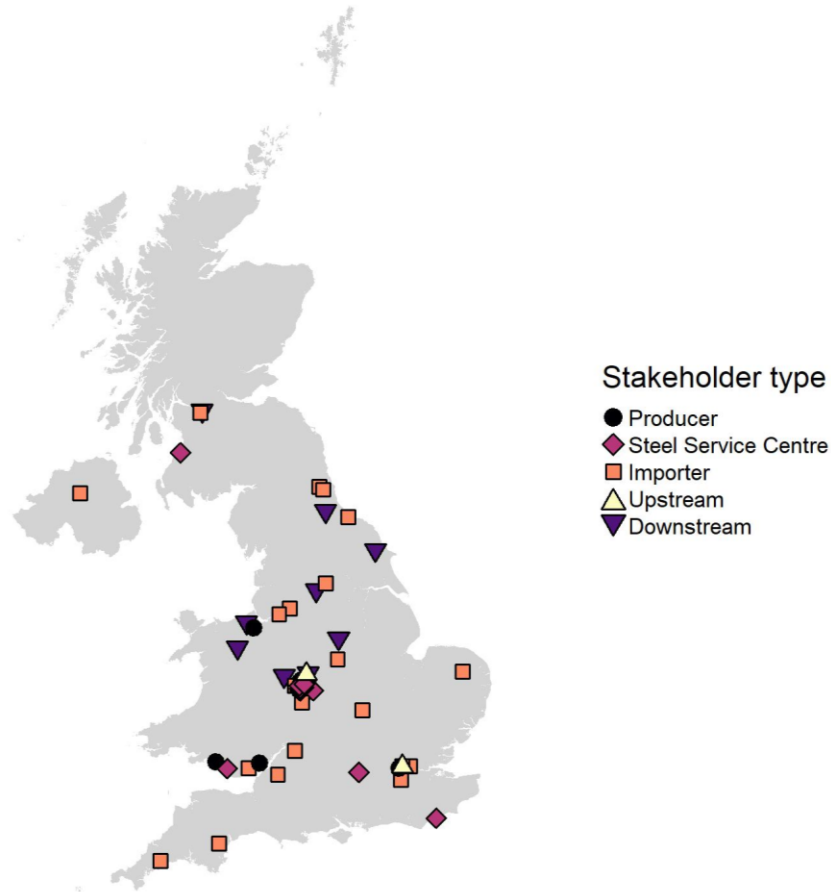 Stakeholder type
Producer
Steel Service Centre
Importer
Upstream
Downstream